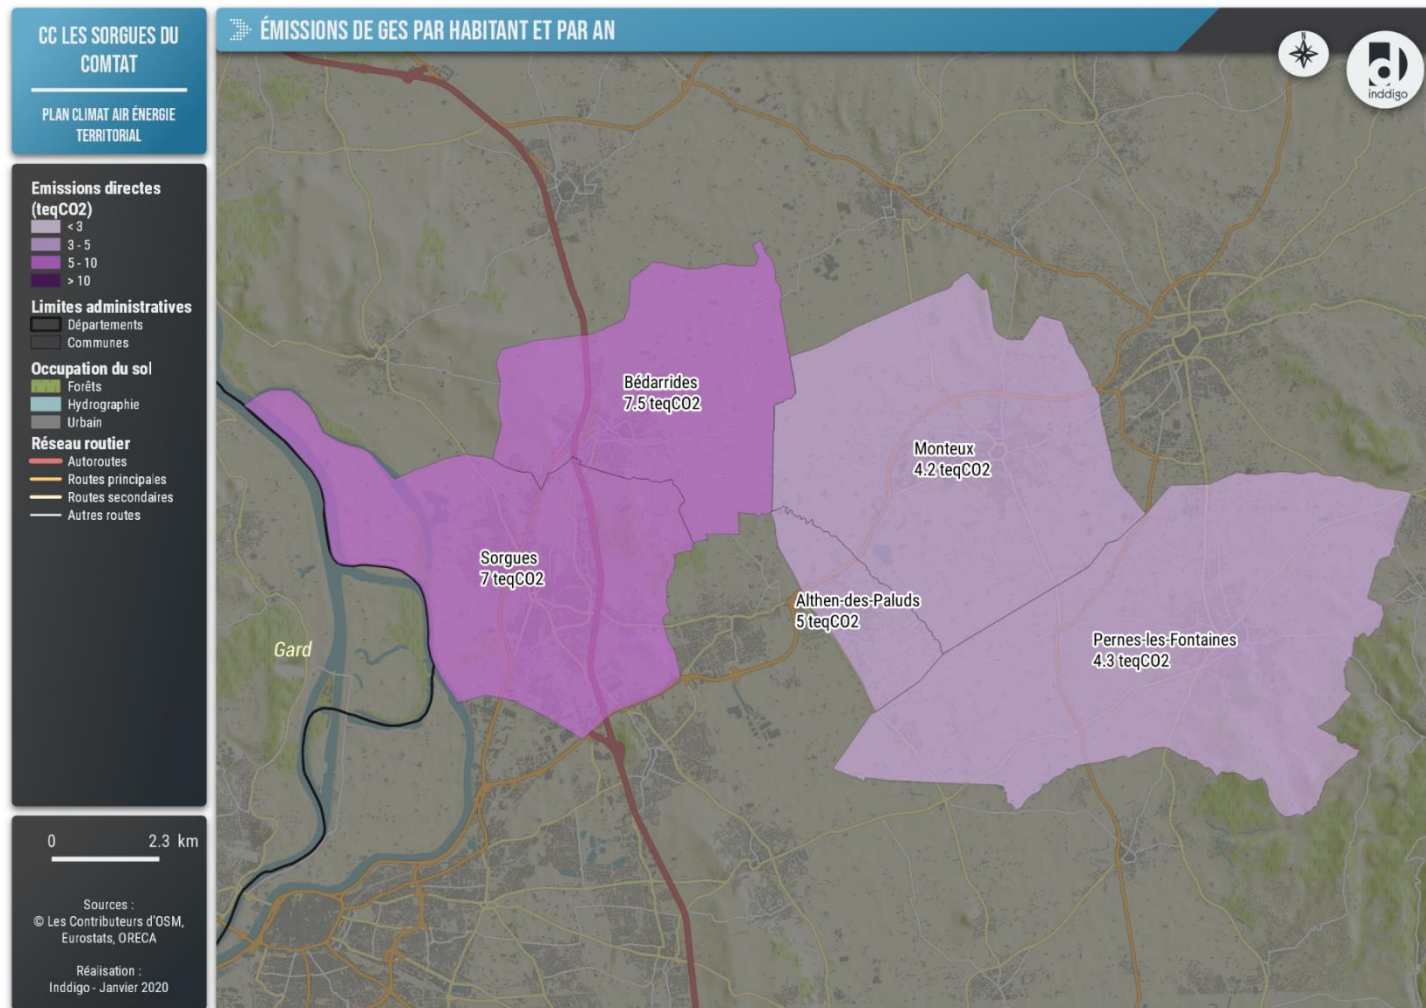 CC LES SORGUES DU
COMTAT
PLAN CLIMAT AIR ÉNERGIE
TERRITORIAL
ÉMISSIONS DE GES PAR HABITANT ET PAR AN
N
inddigo
Emissions directes
(teqCO2)
< 3
3 - 5
5 - 10
> 10
Limites administratives
Départements
Communes
Occupation du sol
Forêts
Hydrographie
Urbain
Réseau routier
Autoroutes
Routes principales
Routes secondaires
Autres routes
0 2.3 km
Sources :
© Les Contributeurs d'OSM,
Eurostats, ORECA
Réalisation :
Inddigo - Janvier 2020
Bédarrides
7.5 teqCO2
Monteux
4.2 teqCO2
Sorgues
7 teqCO2
Althen-des-Paluds
5 teqCO2
Pernes-les-Fontaines
4.3 teqCO2
Gard